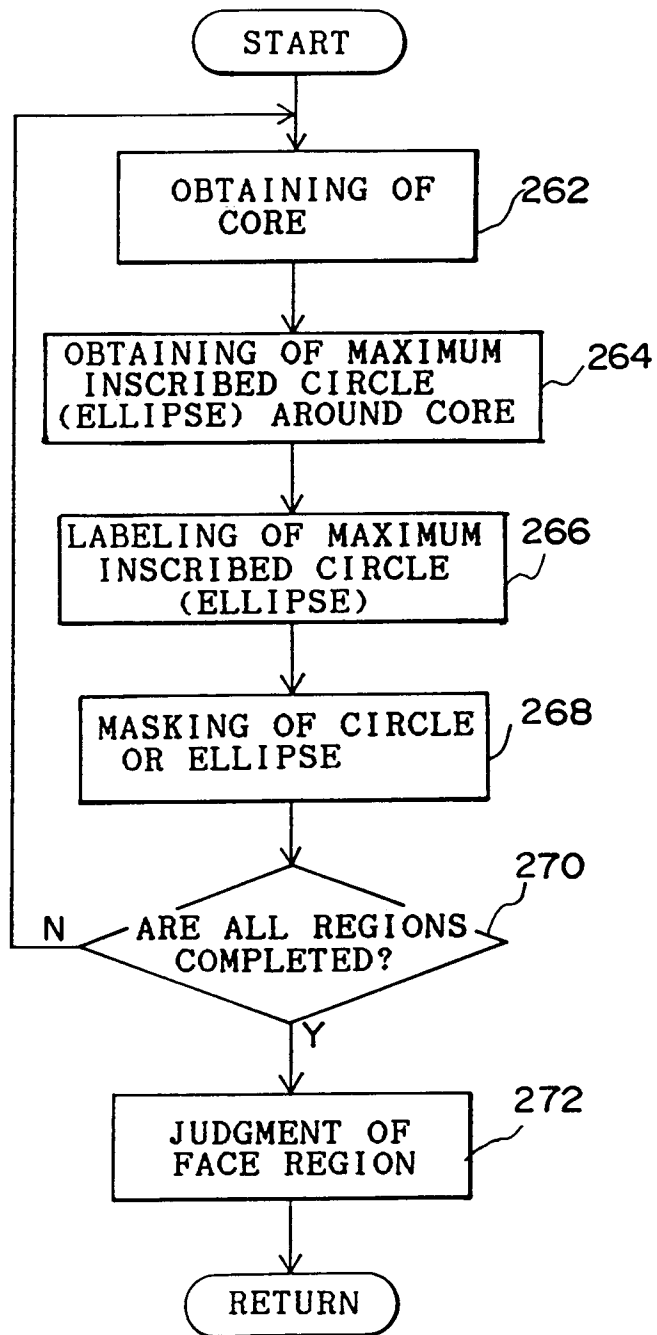 START
OBTAINING OF
CORE
262
OBTAINING OF MAXIMUM
INSCRIBED CIRCLE
(ELLIPSE) AROUND CORE
264
LABELING OF MAXIMUM
INSCRIBED CIRCLE
(ELLIPSE)
266
MASKING OF CIRCLE
OR ELLIPSE
268
270
N
ARE ALL REGIONS
COMPLETED?
Y
272
JUDGMENT OF
FACE REGION
RETURN